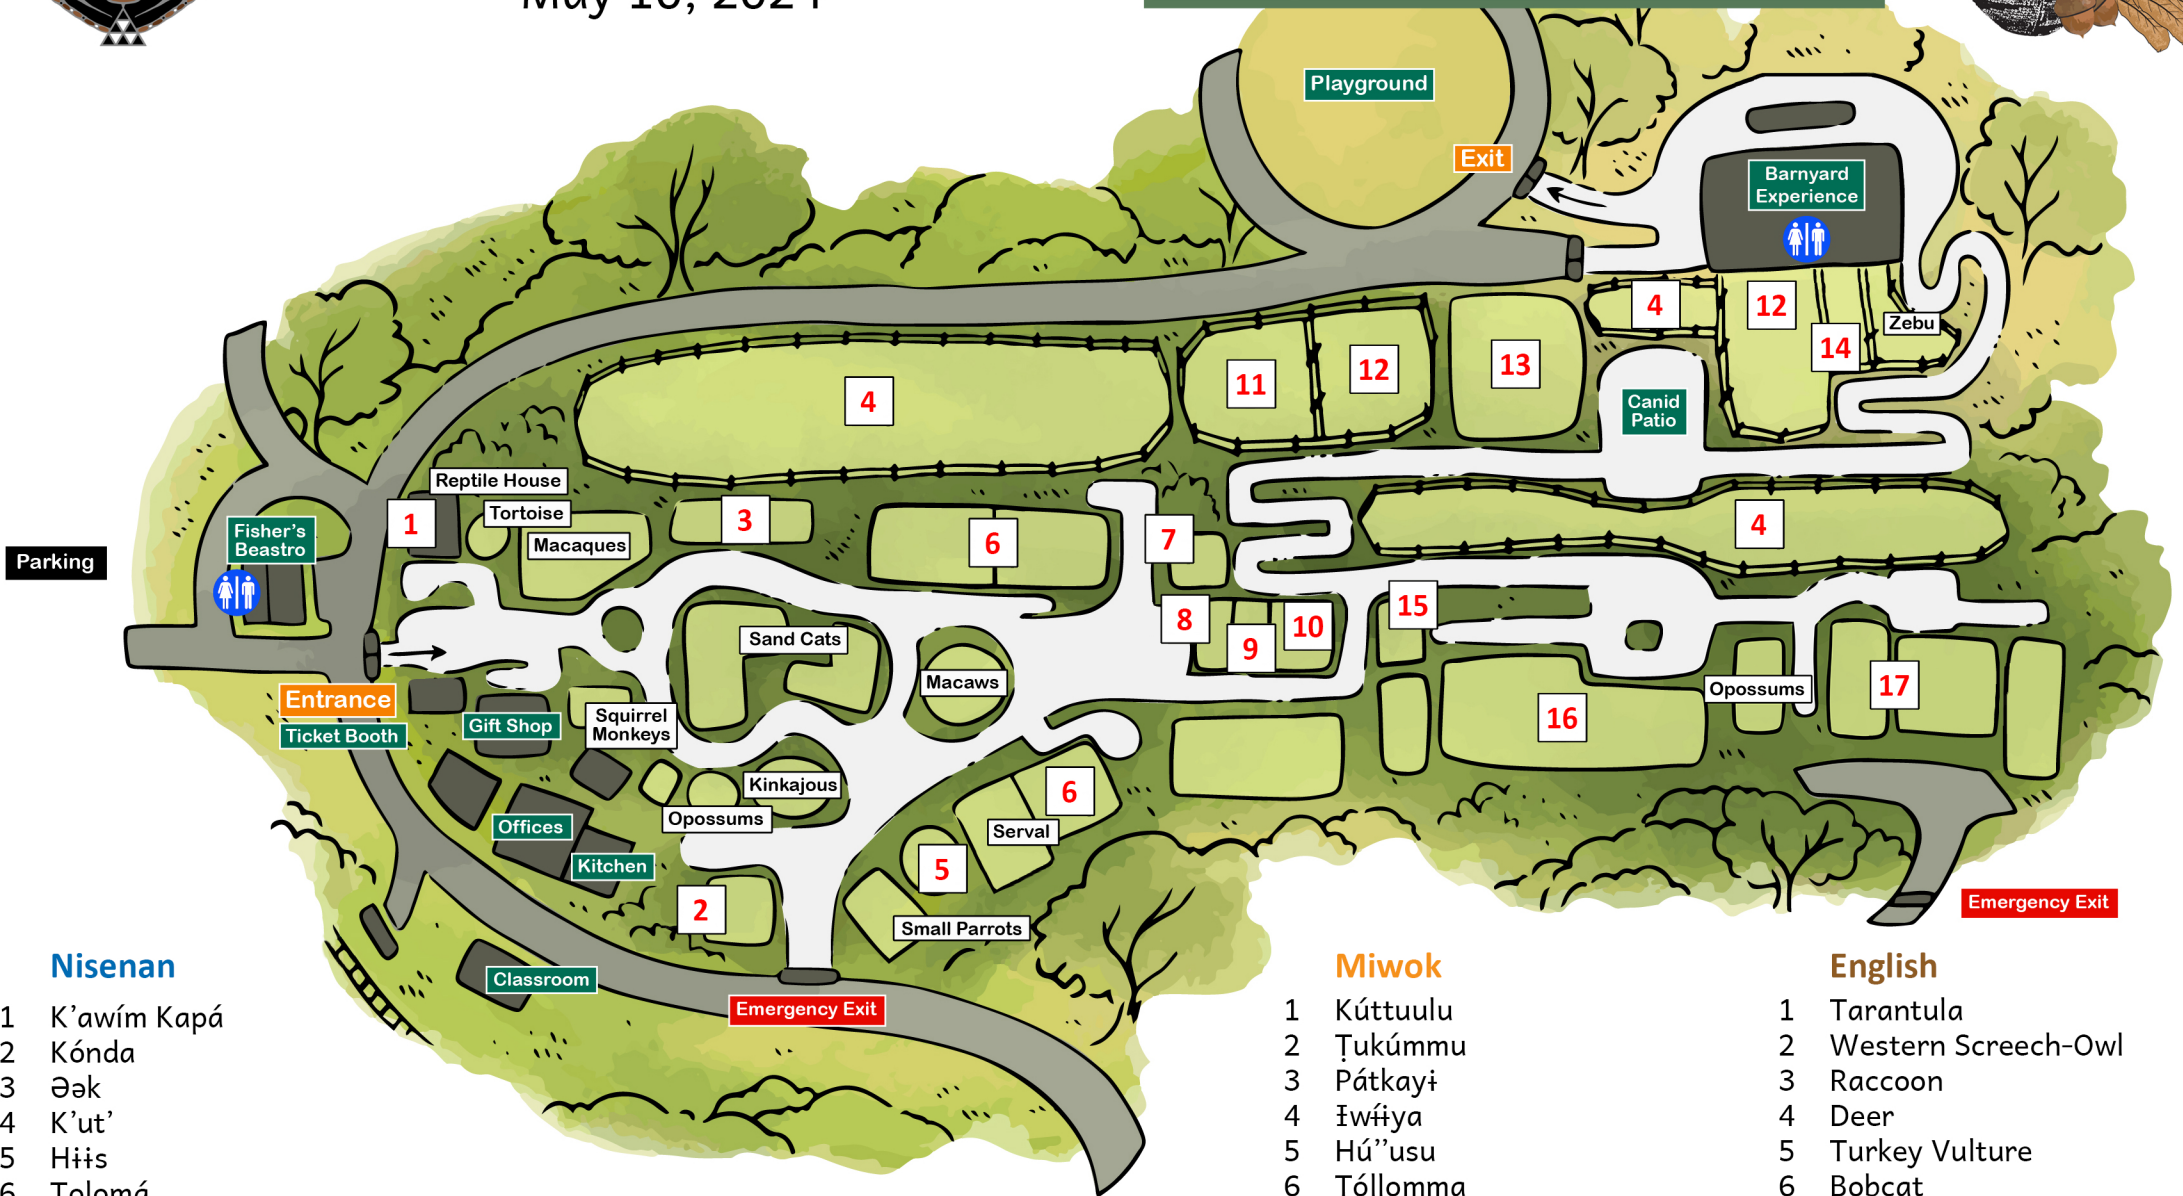 May 16, 2024
Playground
Exit
Barnyard
Experience
4
12
14
Zebu
11
12
13
4
Canid
Patio
Reptile House
Tortoise
1
Macaques
3
6
7
4
Fisher's
Beastro
Parking
8
9
10
15
Sand Cats
Macaws
Entrance
Ticket Booth
Gift Shop
Squirrel
Monkeys
16
Opossums
17
Kinkajous
Opossums
6
Serval
Offices
Kitchen
5
2
Small Parrots
Emergency Exit
Classroom
Emergency Exit
Nisenan
1 K’awím Kapá
2 Kónda
3 Əək
4 K’ut’
5 Hɨɨs
6 Tolomá
Miwok
1 Kúttuulu
2 Ṭukúmmu
3 Pátkayɨ
4 Ɨwɨ́ɨya
5 Hú’’usu
6 Tóllomma
English
1 Tarantula
2 Western Screech-Owl
3 Raccoon
4 Deer
5 Turkey Vulture
6 Bobcat